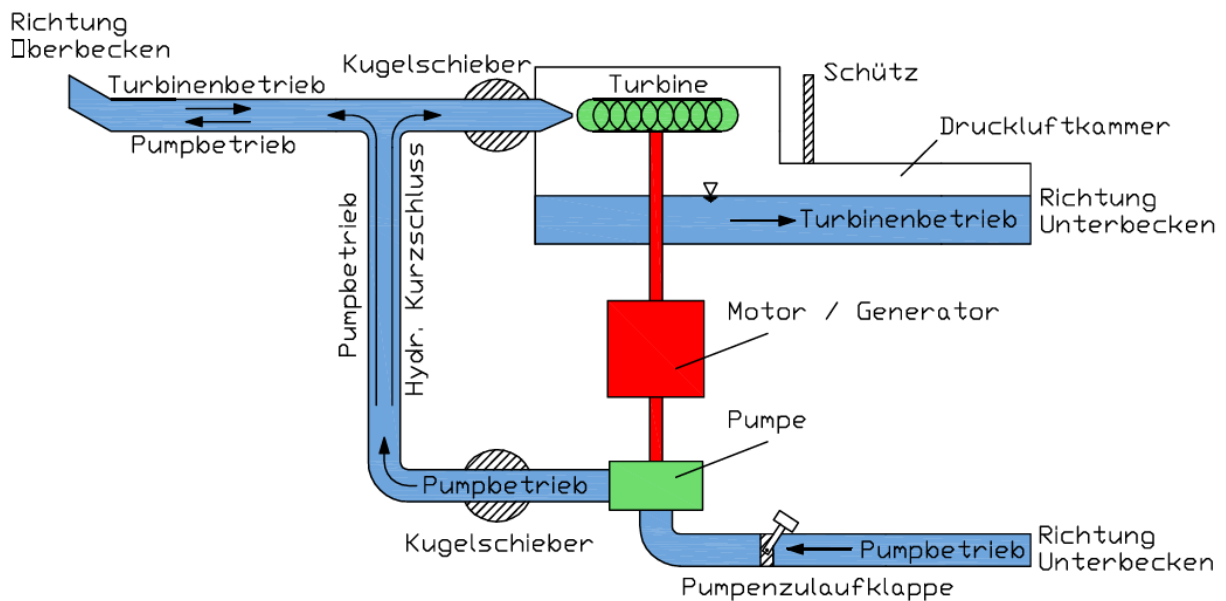 Richtung
Überbecken
Turbinenbetrieb
Pumpbetrieb
Kugelschieber
Turbine
Schütz
Druckluftkammer
Richtung
Unterbecken
Turbinenbetrieb
Pumpbetrieb
Hydr. Kurzschluss
Motor / Generator
Pumpe
Pumpbetrieb
Kugelschieber
Pumpbetrieb
Richtung
Unterbecken
Pumpenzulaufklappe